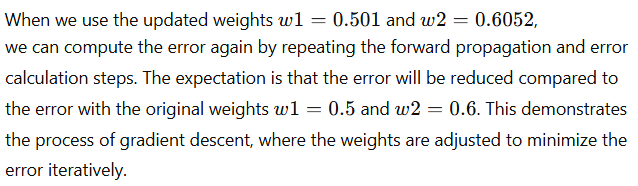 When we use the updated weights w1 = 0.501 and w2 = 0.6052,
we can compute the error again by repeating the forward propagation and error
calculation steps. The expectation is that the error will be reduced compared to
the error with the original weights w1 = 0.5 and w2 = 0.6. This demonstrates
the process of gradient descent, where the weights are adjusted to minimize the
error iteratively.